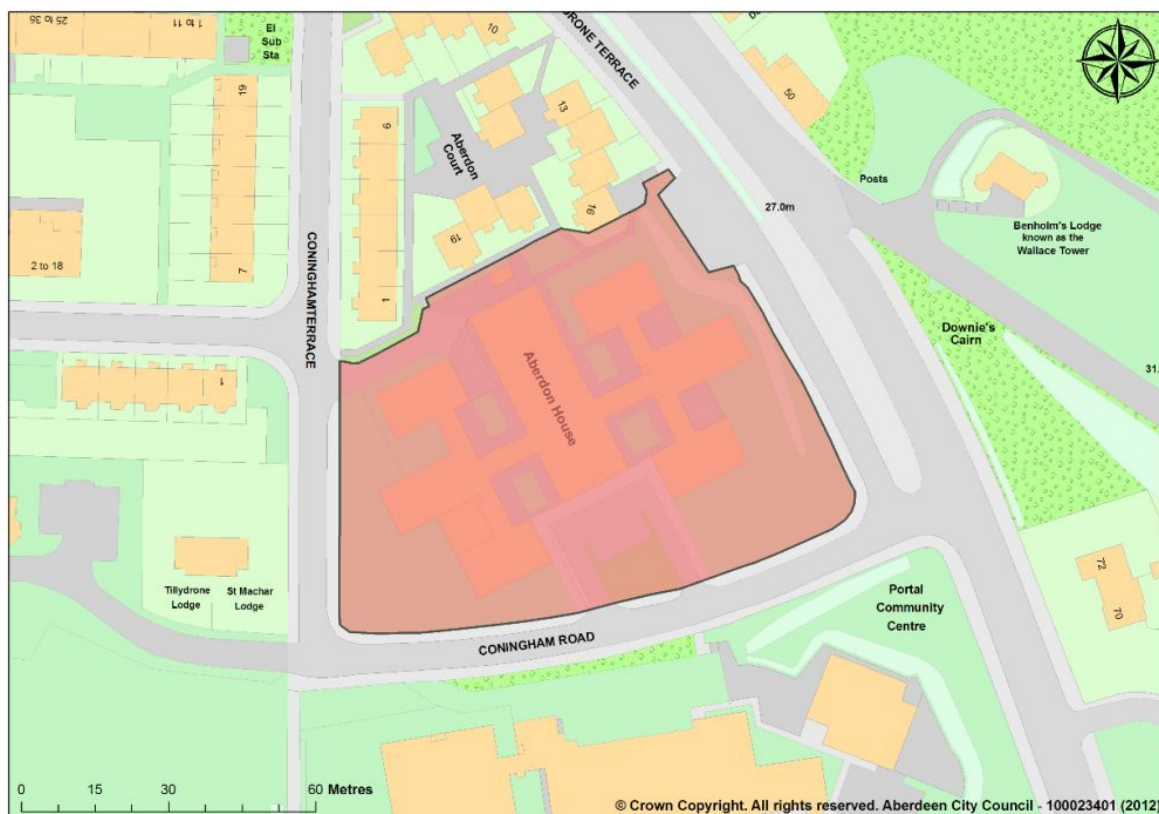 25 to 35
1 to 11
El
Sub
Sta
10
DRONE TERRACE
19
9
13
50
Aberdon
Court
Posts
27.0m
16
Benholm's Lodge
known as the
Wallace Tower
CONINGHAMTERRACE
19
2 to 18
7
1
Downie's
Cairn
31.
1
Aberdon House
72
70
Tillydrone
Lodge
St Machar
Lodge
Portal
Community
Centre
CONINGHAM ROAD
0 15 30 60 Metres
© Crown Copyright. All rights reserved. Aberdeen City Council - 100023401 (2012)